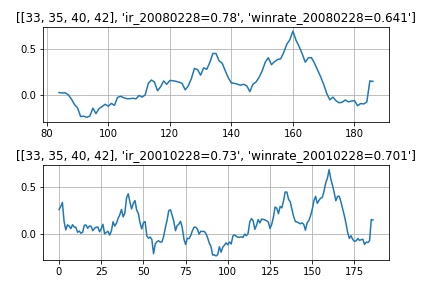 [[33, 35, 40, 42], 'ir_20080228=0.78', 'winrate_20080228=0.641']
0.5
0.0
80 100 120 140 160 180
[[33, 35, 40, 42], 'ir_20010228=0.73', 'winrate_20010228=0.701']
0.5
0.0
0 25 50 75 100 125 150 175